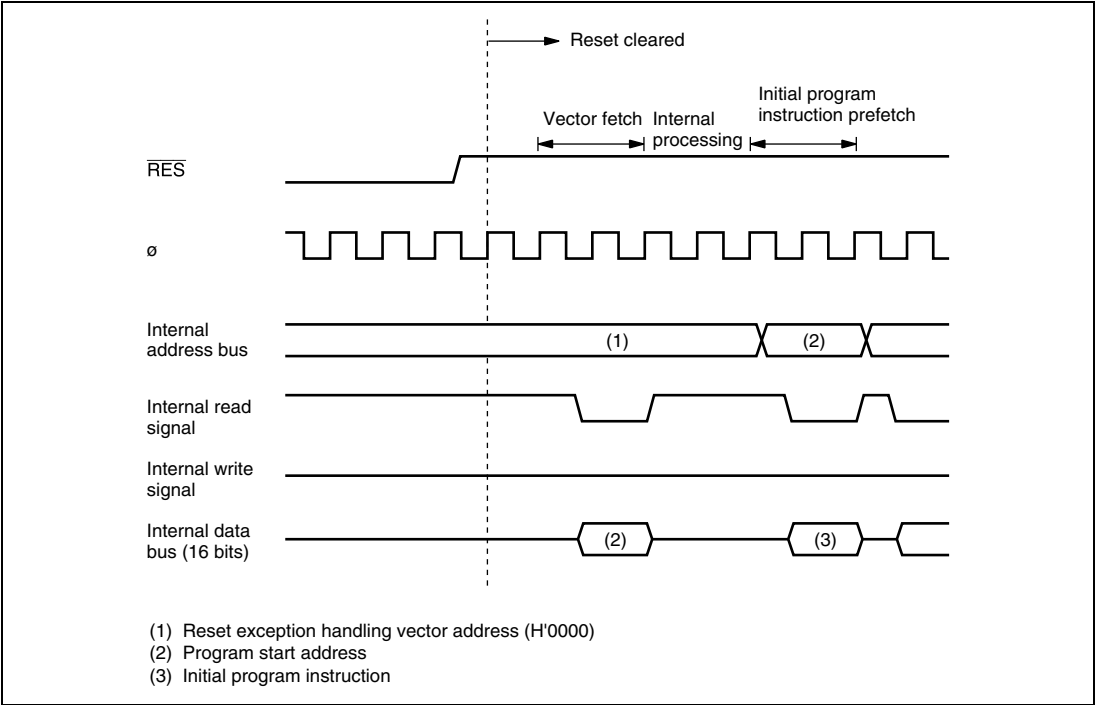 Reset cleared
Initial program
instruction prefetch
Vector fetch
Internal
processing
RES
ø
Internal
address bus
(1)
(2)
Internal read
signal
Internal write
signal
Internal data
bus (16 bits)
(2)
(3)
(1) Reset exception handling vector address (H'0000)
(2) Program start address
(3) Initial program instruction